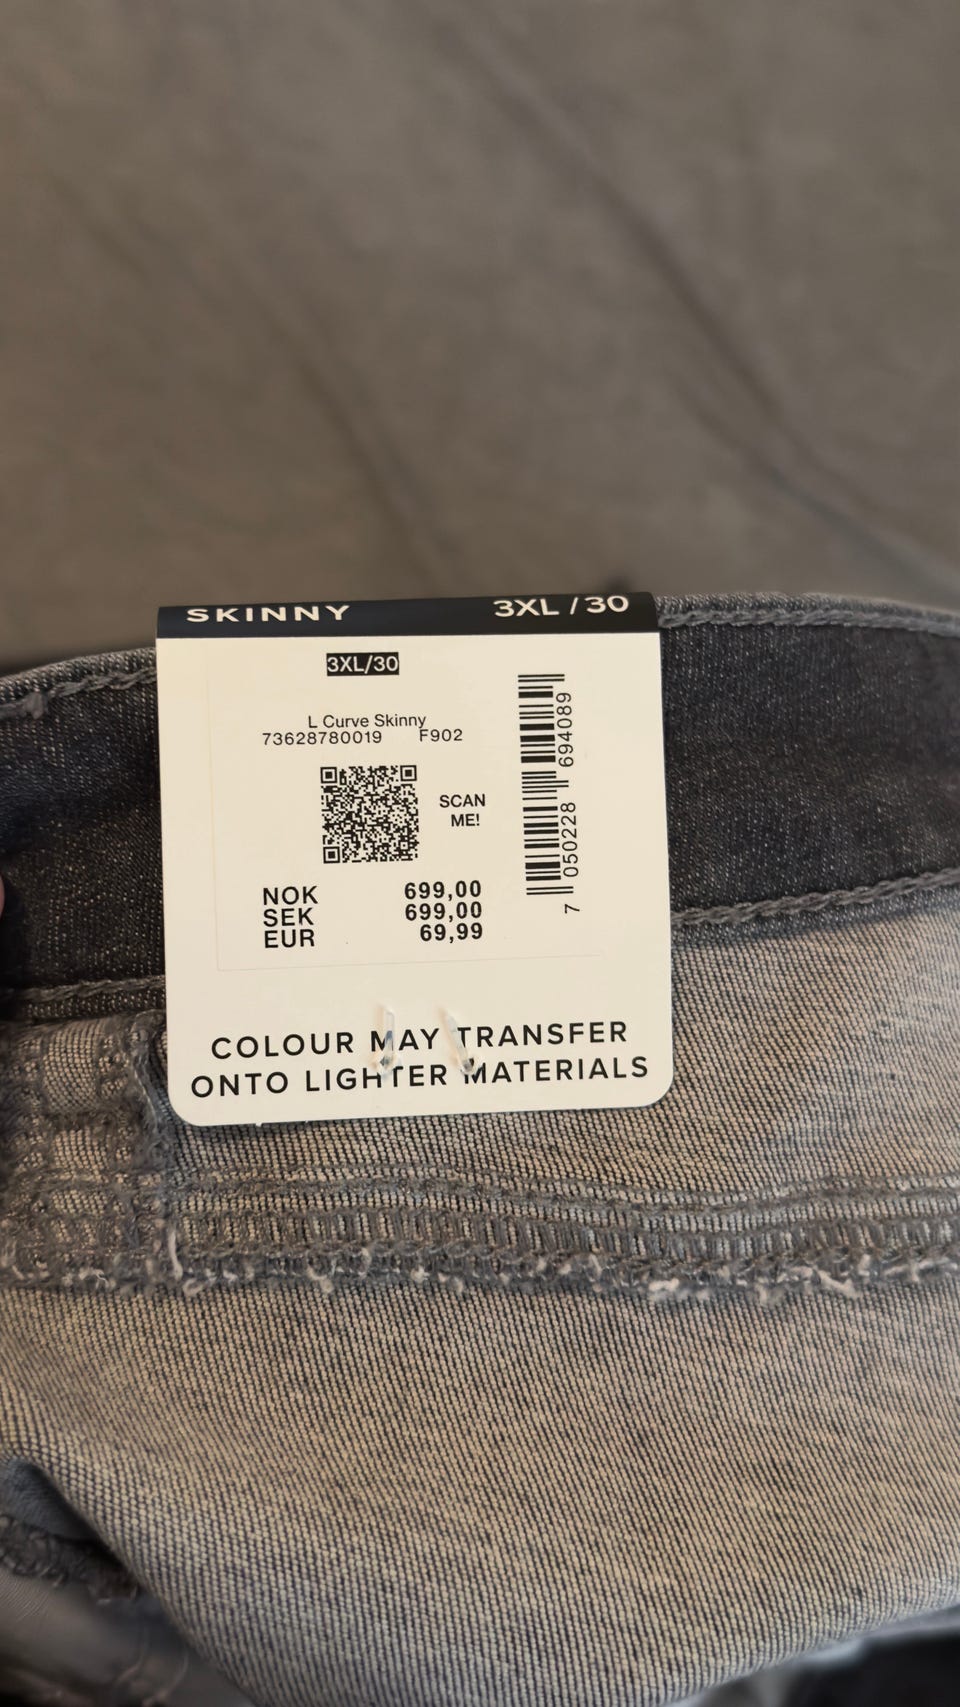 SKINNY 3XL / 30
3XL/30
L Curve Skinny
73628780019 F902
SCAN
ME!
NOK 699,00
SEK 699,00
EUR 69,99
7 050228 694089
COLOUR MAY TRANSFER
ONTO LIGHTER MATERIALS